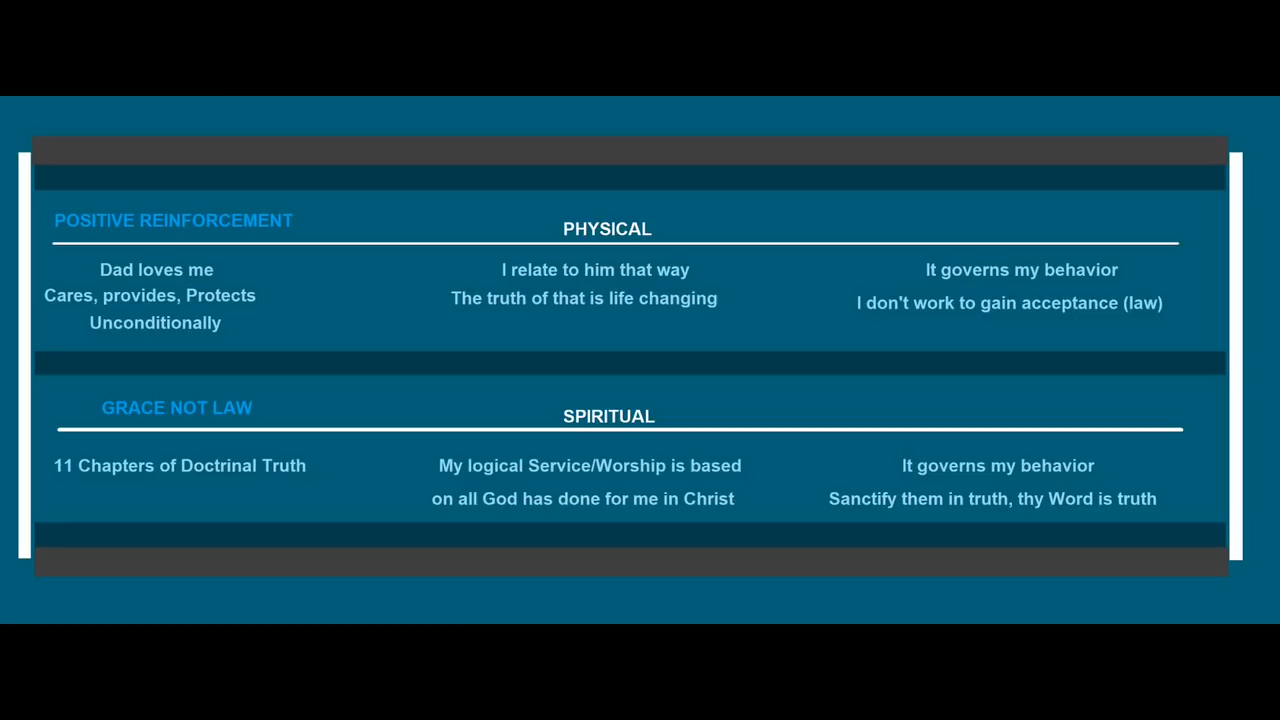 POSITIVE REINFORCEMENT
PHYSICAL
Dad loves me
Cares, provides, Protects
Unconditionally
I relate to him that way
The truth of that is life changing
It governs my behavior
I don't work to gain acceptance (law)
GRACE NOT LAW
SPIRITUAL
11 Chapters of Doctrinal Truth
My logical Service/Worship is based
on all God has done for me in Christ
It governs my behavior
Sanctify them in truth, thy Word is truth